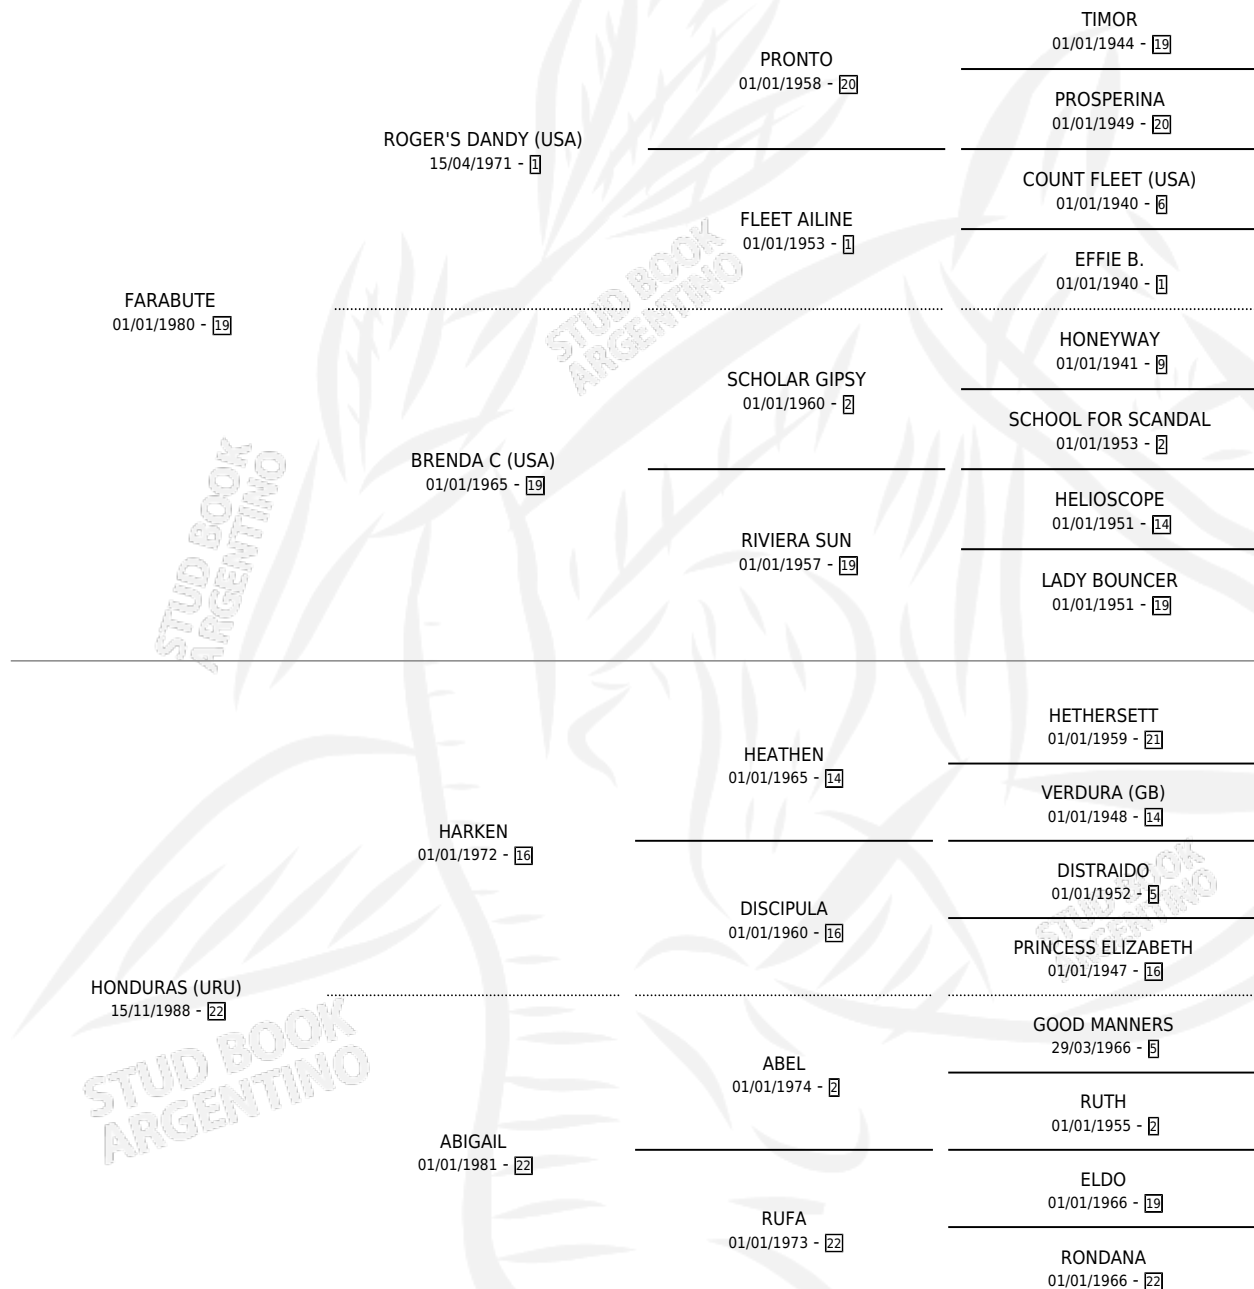 TIMOR
01/01/1944 - 19
PRONTO
01/01/1958 - 20
PROSPERINA
01/01/1949 - 20
ROGER'S DANDY (USA)
15/04/1971 - 1
COUNT FLEET (USA)
01/01/1940 - 6
FLEET AILINE
01/01/1953 - 1
EFFIE B.
01/01/1940 - 1
FARABUTE
01/01/1980 - 19
STUD BOOK
ARGENTINO
HONEYWAY
01/01/1941 - 9
SCHOLAR GIPSY
01/01/1960 - 2
SCHOOL FOR SCANDAL
01/01/1953 - 2
BRENDA C (USA)
01/01/1965 - 19
HELIOSCOPE
01/01/1951 - 14
RIVIERA SUN
01/01/1957 - 19
LADY BOUNCER
01/01/1951 - 19
STUD BOOK
ARGENTINO
HETHERSETT
01/01/1959 - 21
HEATHEN
01/01/1965 - 14
VERDURA (GB)
01/01/1948 - 14
HARKEN
01/01/1972 - 16
DISTRAIDO
01/01/1952 - 5
DISCIPULA
01/01/1960 - 16
STUD BOOK
ARGENTINO
PRINCESS ELIZABETH
01/01/1947 - 16
HONDURAS (URU)
15/11/1988 - 22
GOOD MANNERS
29/03/1966 - 5
STUD BOOK
ARGENTINO
ABEL
01/01/1974 - 2
RUTH
01/01/1955 - 2
ABIGAIL
01/01/1981 - 22
ELDO
01/01/1966 - 19
RUFA
01/01/1973 - 22
RONDANA
01/01/1966 - 22